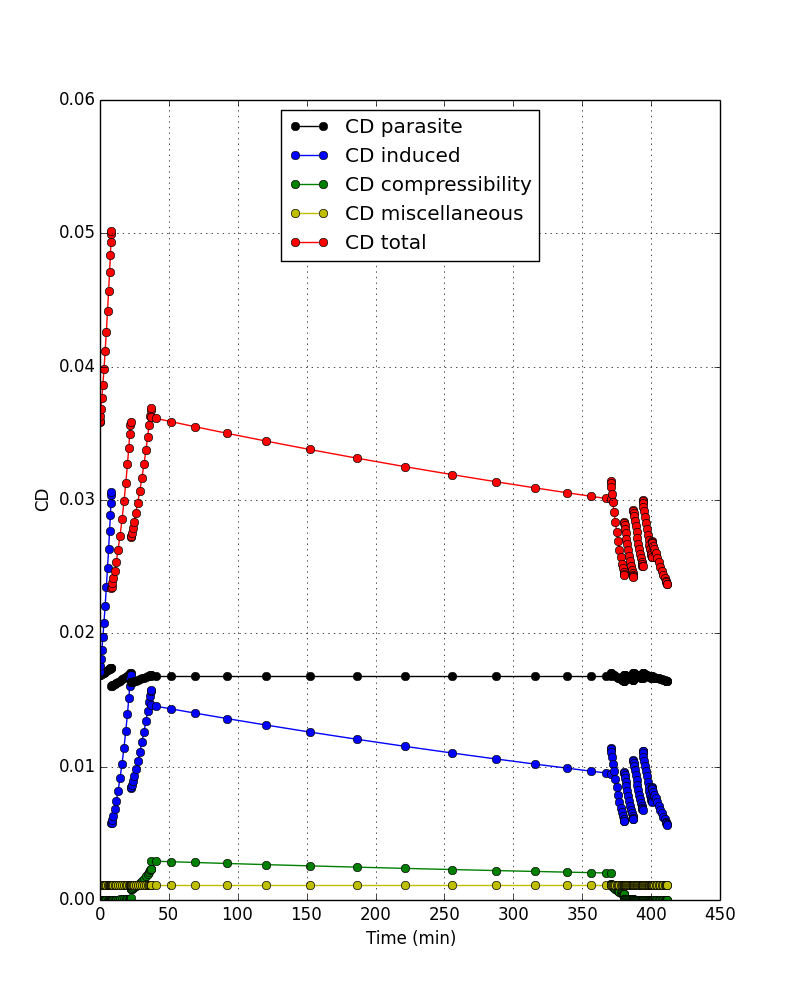 0.06
0.05
0.04
0.03
0.02
0.01
0.00
CD
CD parasite
CD induced
CD compressibility
CD miscellaneous
CD total
0 50 100 150 200 250 300 350 400 450
Time (min)